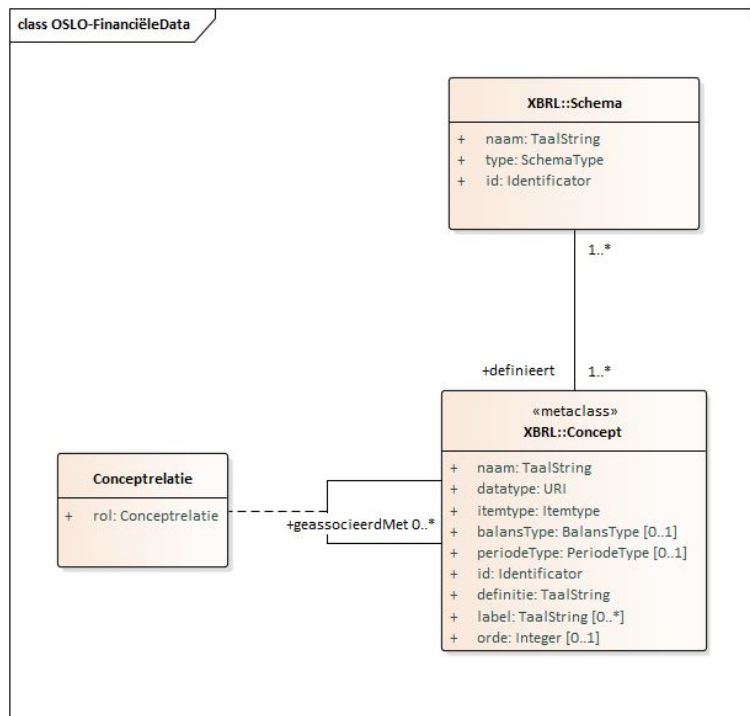 class OSLO-FinanciëleData
XBRL::Schema
+ naam: TaalString
+ type: SchemaType
+ id: Identificator
1..*
+definieert 1..*
«metaclass»
XBRL::Concept
+ naam: TaalString
+ datatype: URI
+ itemtype: Itemtype
+ balansType: BalansType [0..1]
+ periodeType: PeriodeType [0..1]
+ id: Identificator
+ definitie: TaalString
+ label: TaalString [0..*]
+ orde: Integer [0..1]
Conceptrelatie
+ rol: Conceptrelatie
+geassocieerdMet 0..*